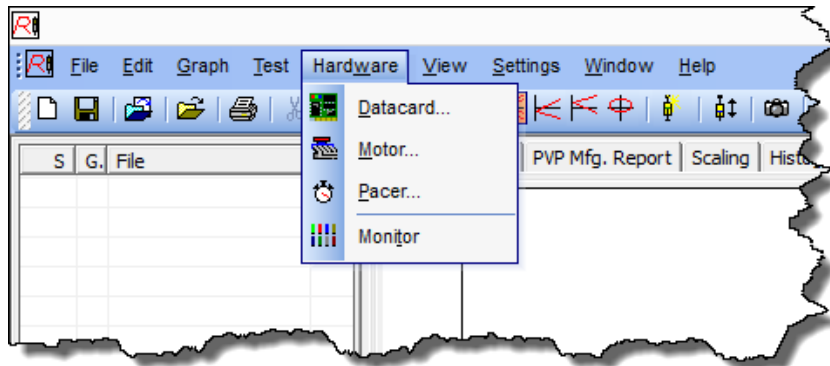 File Edit Graph Test Hardware View Settings Window Help
Datacard...
Motor...
Pacer...
Monitor
S G. File
PVP Mfg. Report Scaling